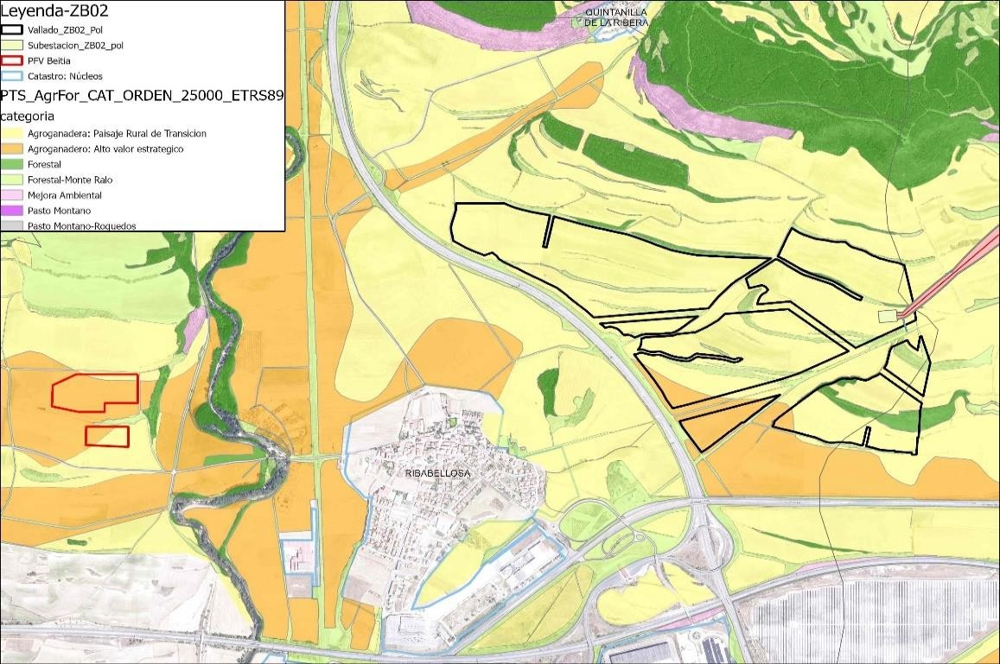 Leyenda-ZB02
Vallado_ZB02_Pol
Subestacion_ZB02_pol
PFV Beitia
Catastro: Núcleos
PTS_AgrFor_CAT_ORDEN_25000_ETRS89
categoria
Agroganadera: Paisaje Rural de Transicion
Agroganadero: Alto valor estrategico
Forestal
Forestal-Monte Ralo
Mejora Ambiental
Pasto Montano
Pasto Montano-Roquedos
QUINTANILLA
DE LA RIBERA
RIBABELLOSA